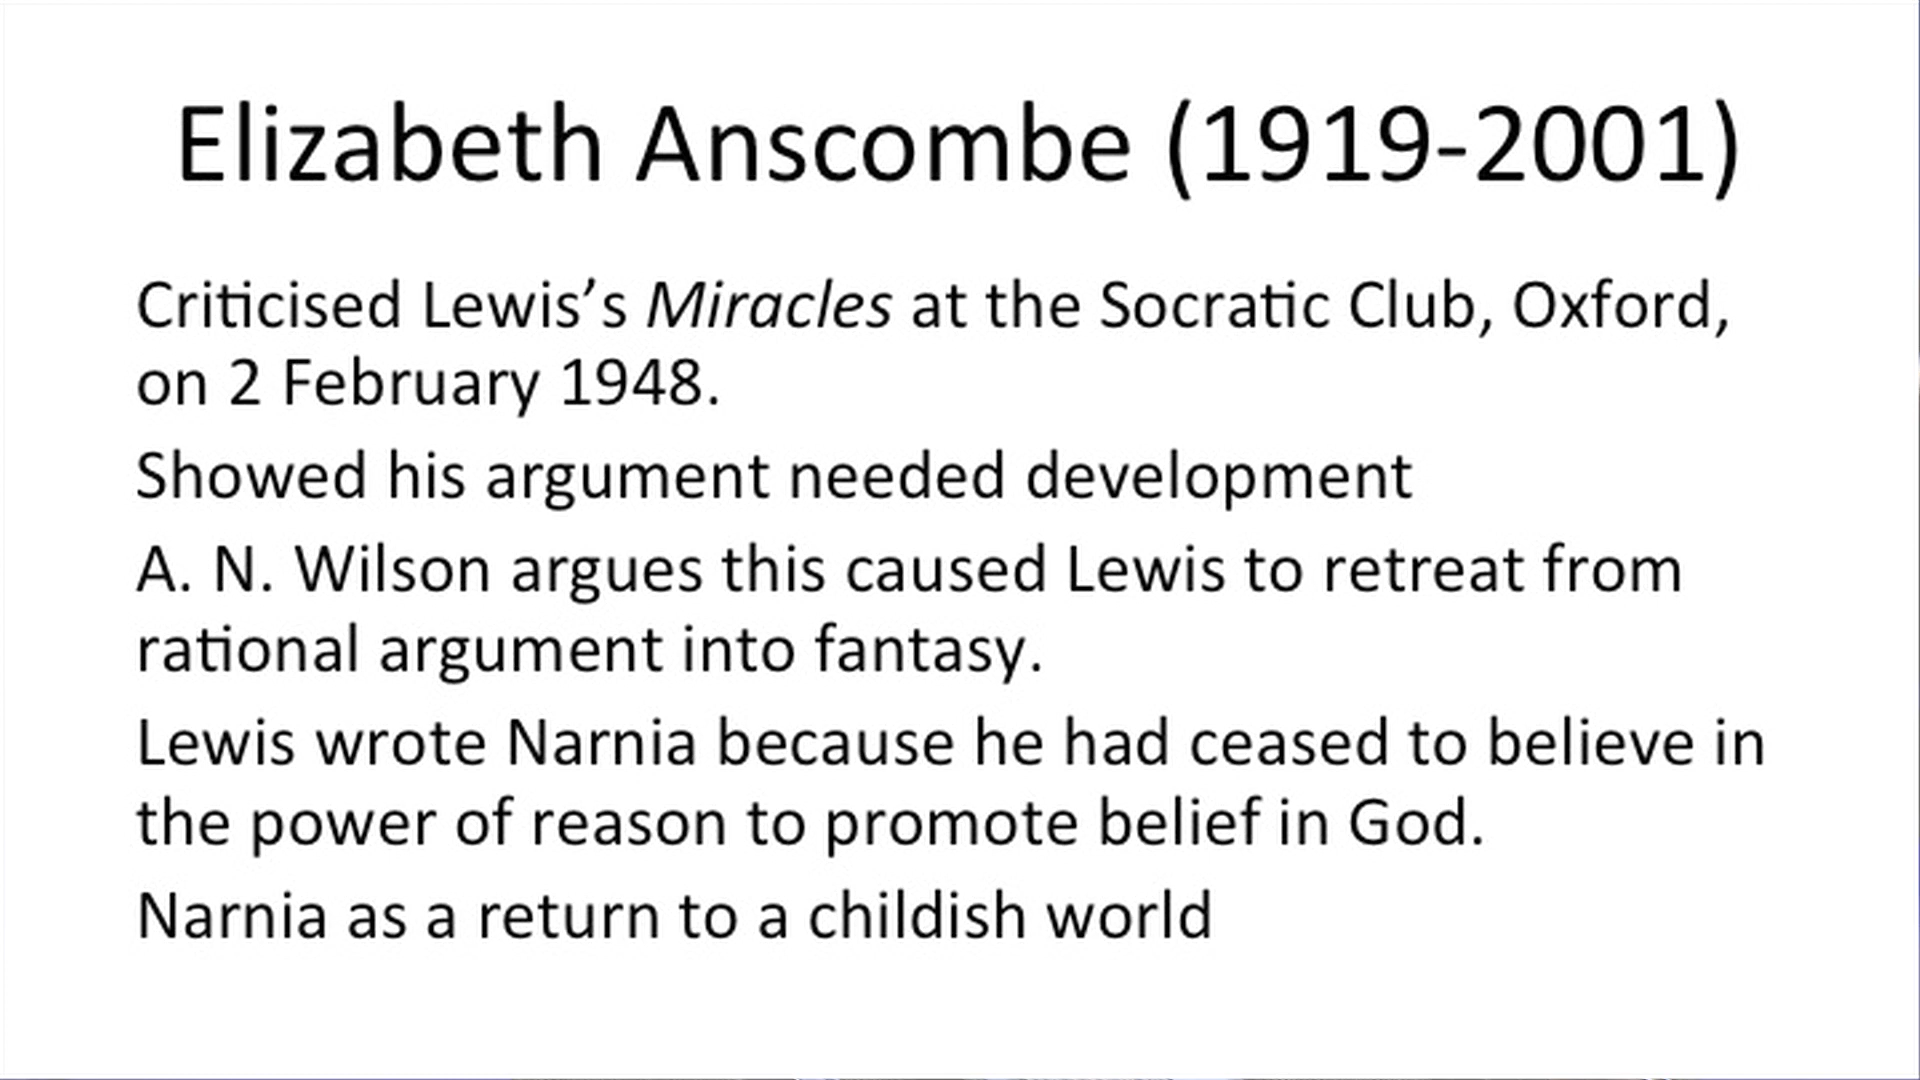 Elizabeth Anscombe (1919-2001)
Criticised Lewis’s Miracles at the Socratic Club, Oxford,
on 2 February 1948.
Showed his argument needed development
A. N. Wilson argues this caused Lewis to retreat from
rational argument into fantasy.
Lewis wrote Narnia because he had ceased to believe in
the power of reason to promote belief in God.
Narnia as a return to a childish world